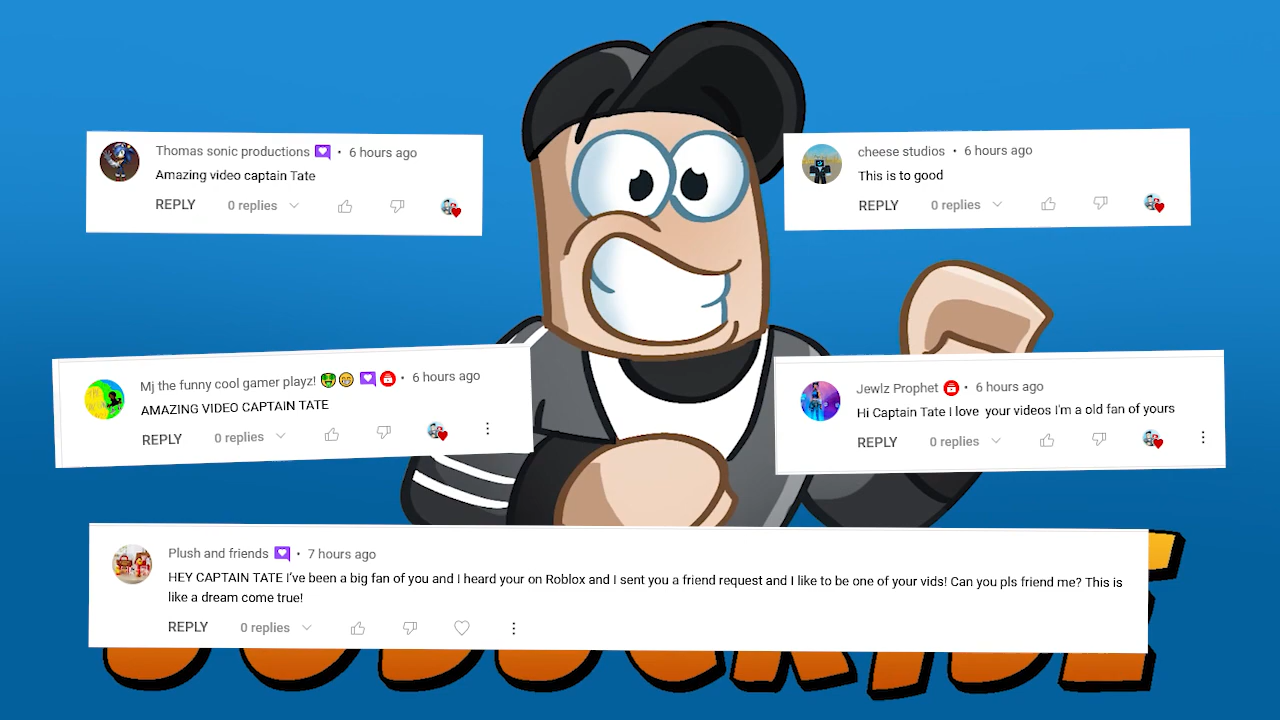 Thomas sonic productions • 6 hours ago
Amazing video captain Tate
REPLY 0 replies
cheese studios • 6 hours ago
This is to good
REPLY 0 replies
Mj the funny cool gamer playz! 🤑😁 • 6 hours ago
AMAZING VIDEO CAPTAIN TATE
REPLY 0 replies
Jewlz Prophet • 6 hours ago
Hi Captain Tate I love your videos I'm a old fan of yours
REPLY 0 replies
Plush and friends • 7 hours ago
HEY CAPTAIN TATE I've been a big fan of you and I heard your on Roblox and I sent you a friend request and I like to be one of your vids! Can you pls friend me? This is
like a dream come true!
REPLY 0 replies